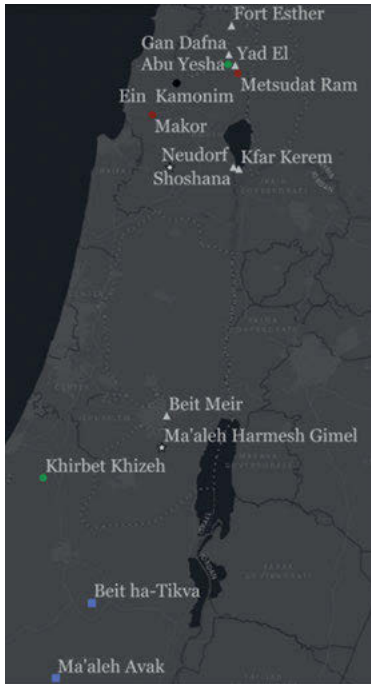 Fort Esther
Gan Dafna
Yad El
Abu Yesha
Metsudat Ram
Ein Kamonim
Makor
Neudorf
Kfar Kerem
Shoshana
Beit Meir
Ma'aleh Harmesh Gimel
Khirbet Khizeh
Beit ha-Tikva
Ma'aleh Avak